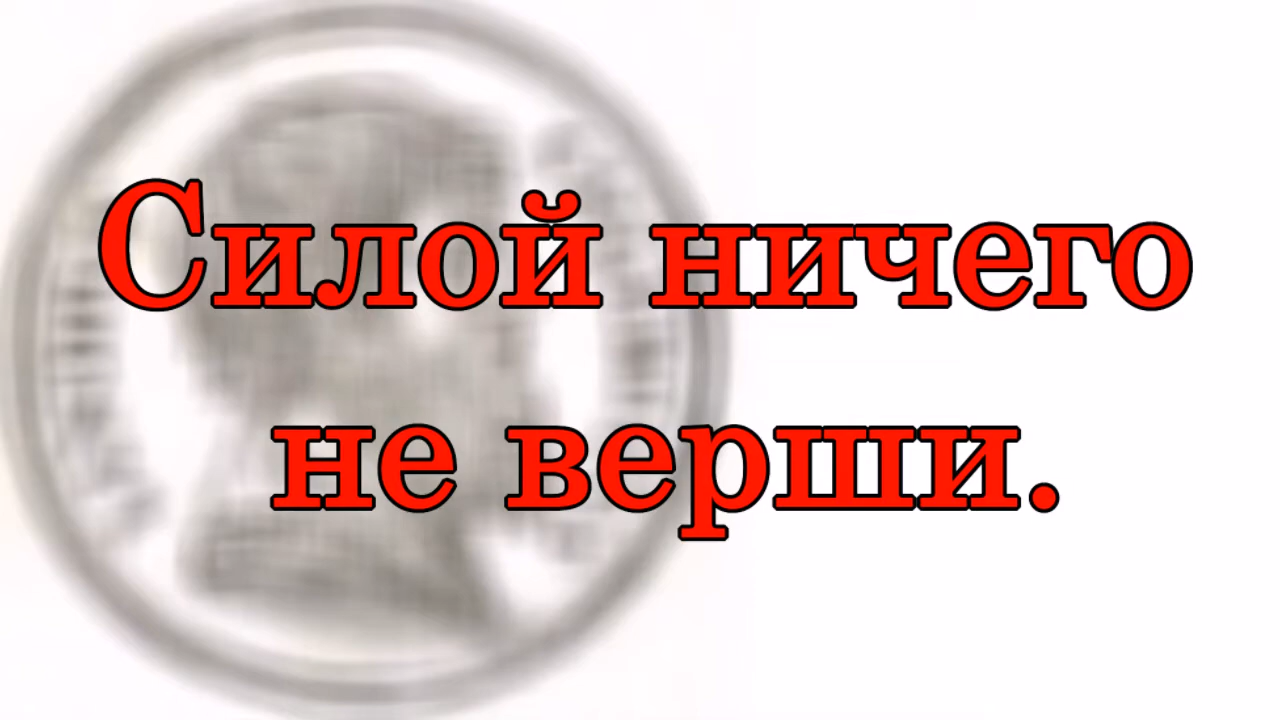 Силой ничего
не верши.